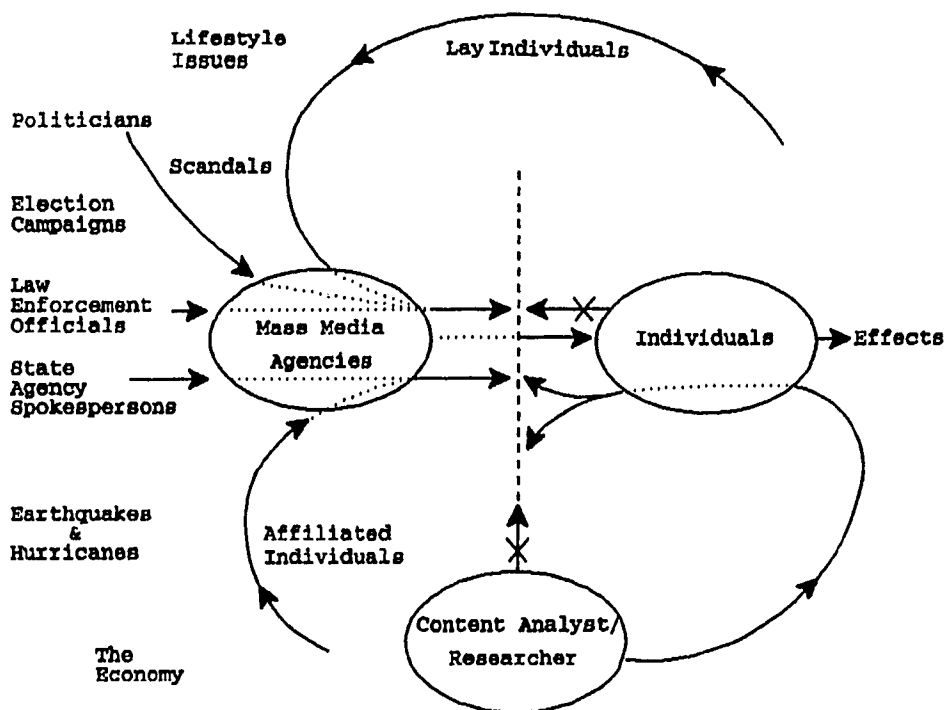 Lifestyle
Issues
Lay Individuals
Politicians
Scandals
Election
Campaigns
Law
Enforcement
Officials
Mass Media
Agencies
Individuals
Effects
State
Agency
Spokespersons
Earthquakes
&
Hurricanes
Affiliated
Individuals
Content Analyst/
Researcher
The
Economy